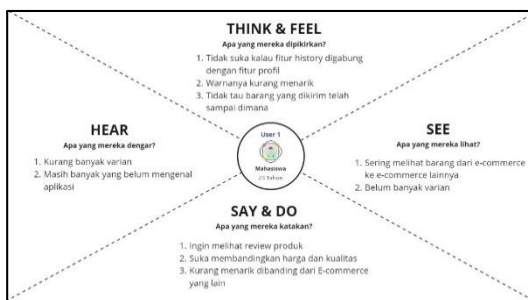 THINK & FEEL
Apa yang mereka dipikirkan?
1. Tidak suka kalau fitur history digabung
dengan fitur profil
2. Warnanya kurang menarik
3. Tidak tau barang yang dikirim telah
sampai dimana
HEAR
Apa yang mereka dengar?
1. Kurang banyak varian
2. Masih banyak yang belum mengenal
aplikasi
User 1
Mahasiswa
23 Tahun
SEE
Apa yang mereka lihat?
1. Sering melihat barang dari e-commerce
ke e-commerce lainnya
2. Belum banyak varian
SAY & DO
Apa yang mereka katakan?
1. Ingin melihat review produk
2. Suka membandingkan harga dan kualitas
3. Kurang menarik dibanding dari E-commerce
yang lain